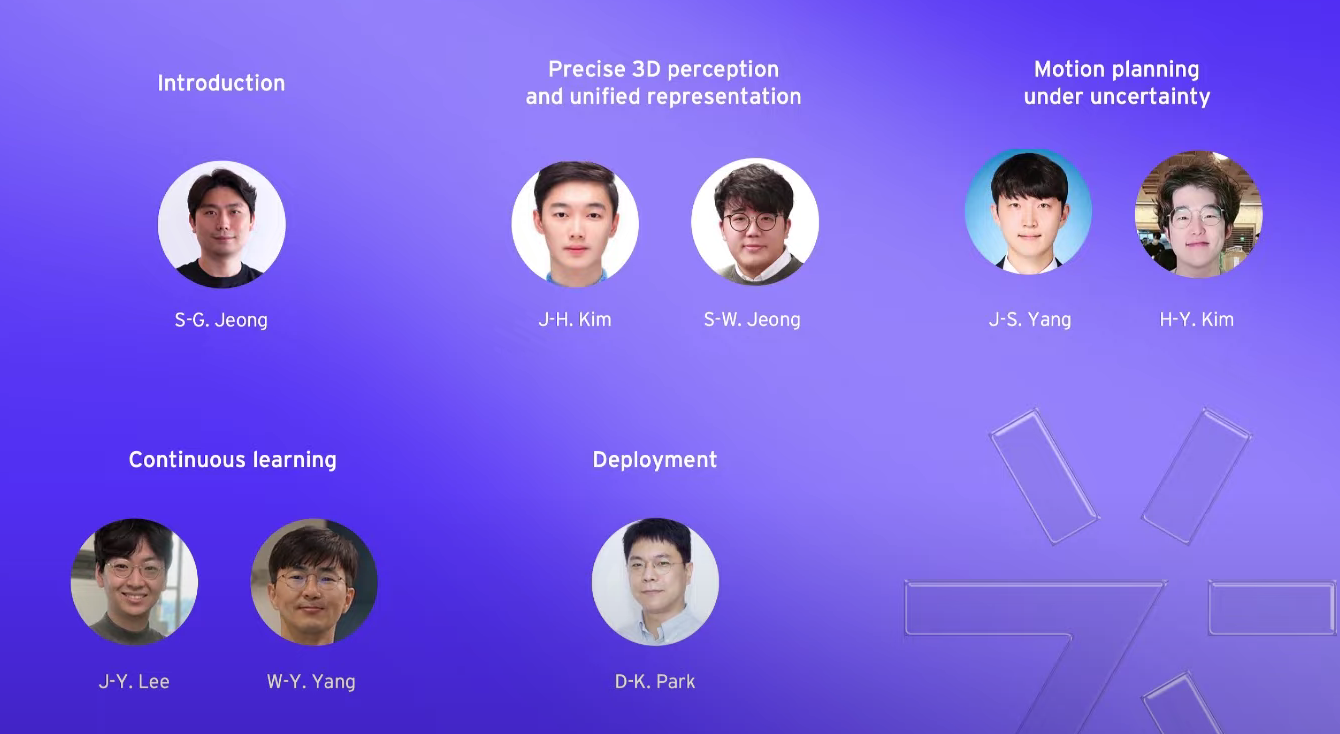 Introduction
Precise 3D perception
and unified representation
Motion planning
under uncertainty
S-G. Jeong
J-H. Kim
S-W. Jeong
J-S. Yang
H-Y. Kim
Continuous learning
Deployment
J-Y. Lee
W-Y. Yang
D-K. Park